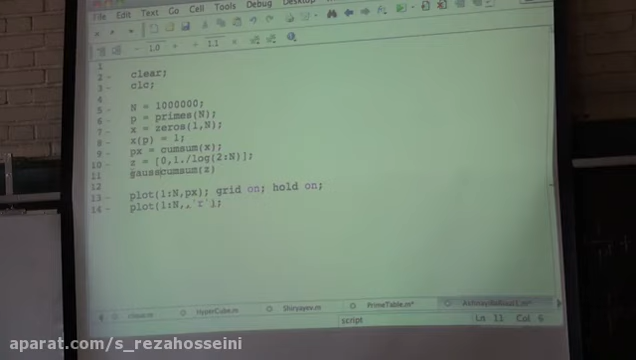 File Edit Text Go Cell Tools Debug Desktop
1.0 + ÷ 1.1 ×
1
2 clear;
3 clc;
4
5 N = 1000000;
6 p = primes(N);
7 x = zeros(1,N);
8 x(p) = 1;
9 px = cumsum(x);
10 z = [0,1./log(2:N)];
11 gausscumsum(z)
12
13 plot(1:N,px); grid on; hold on;
14 plot(1:N,,'r');
HyperCube.m Shiryayev.m PrimeTable.m*
script Ln 11 Col 6
aparat.com/s_rezahosseini